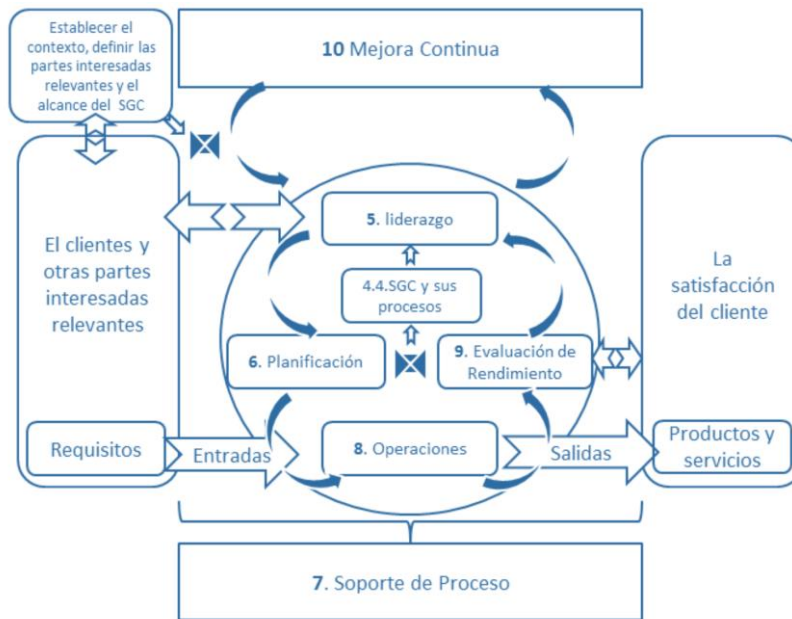 Establecer el
contexto, definir las
partes interesadas
relevantes y el
alcance del SGC
10 Mejora Continua
El clientes y
otras partes
interesadas
relevantes
5. liderazgo
4.4.SGC y sus
procesos
6. Planificación
9. Evaluación de
Rendimiento
La
satisfacción
del cliente
Requisitos
Entradas
8. Operaciones
Salidas
Productos y
servicios
7. Soporte de Proceso